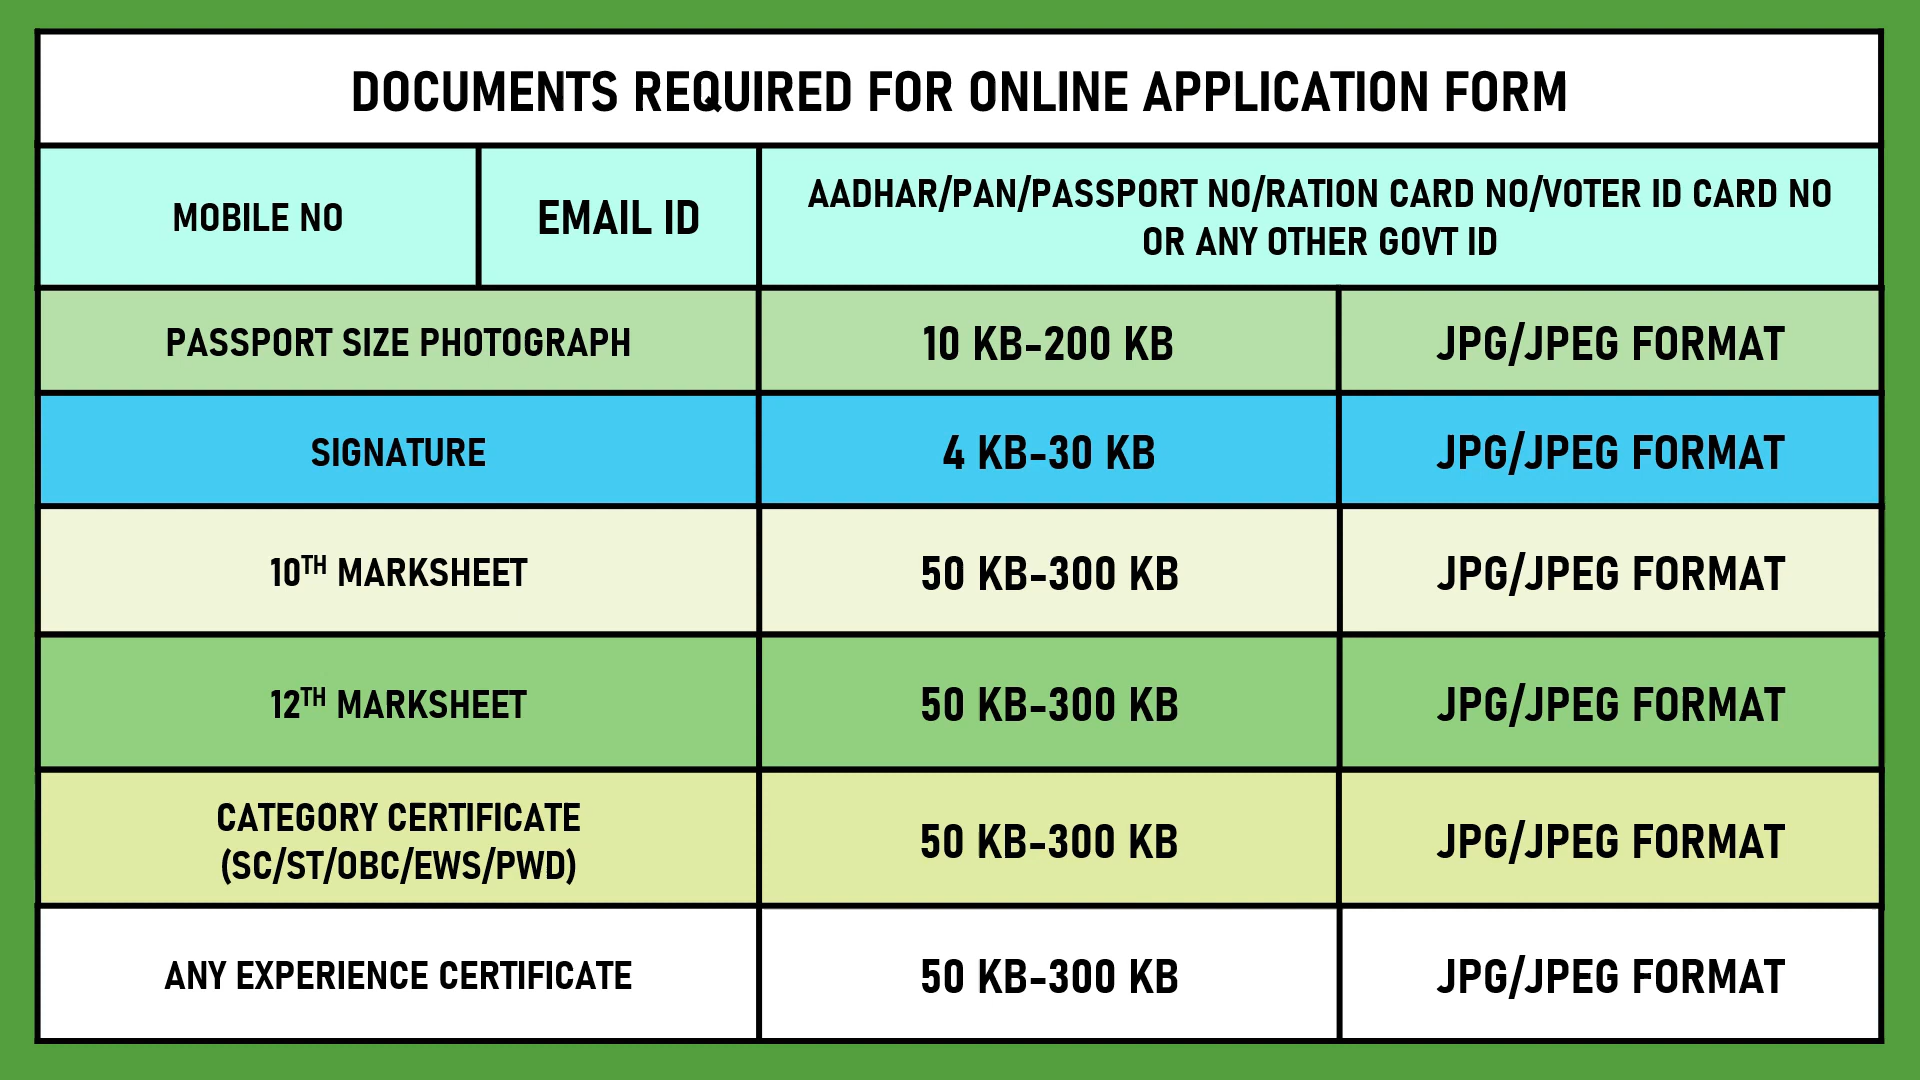 DOCUMENTS REQUIRED FOR ONLINE APPLICATION FORM
MOBILE NO
EMAIL ID
AADHAR/PAN/PASSPORT NO/RATION CARD NO/VOTER ID CARD NO
OR ANY OTHER GOVT ID
PASSPORT SIZE PHOTOGRAPH
10 KB-200 KB
JPG/JPEG FORMAT
SIGNATURE
4 KB-30 KB
JPG/JPEG FORMAT
10TH MARKSHEET
50 KB-300 KB
JPG/JPEG FORMAT
12TH MARKSHEET
50 KB-300 KB
JPG/JPEG FORMAT
CATEGORY CERTIFICATE
(SC/ST/OBC/EWS/PWD)
50 KB-300 KB
JPG/JPEG FORMAT
ANY EXPERIENCE CERTIFICATE
50 KB-300 KB
JPG/JPEG FORMAT